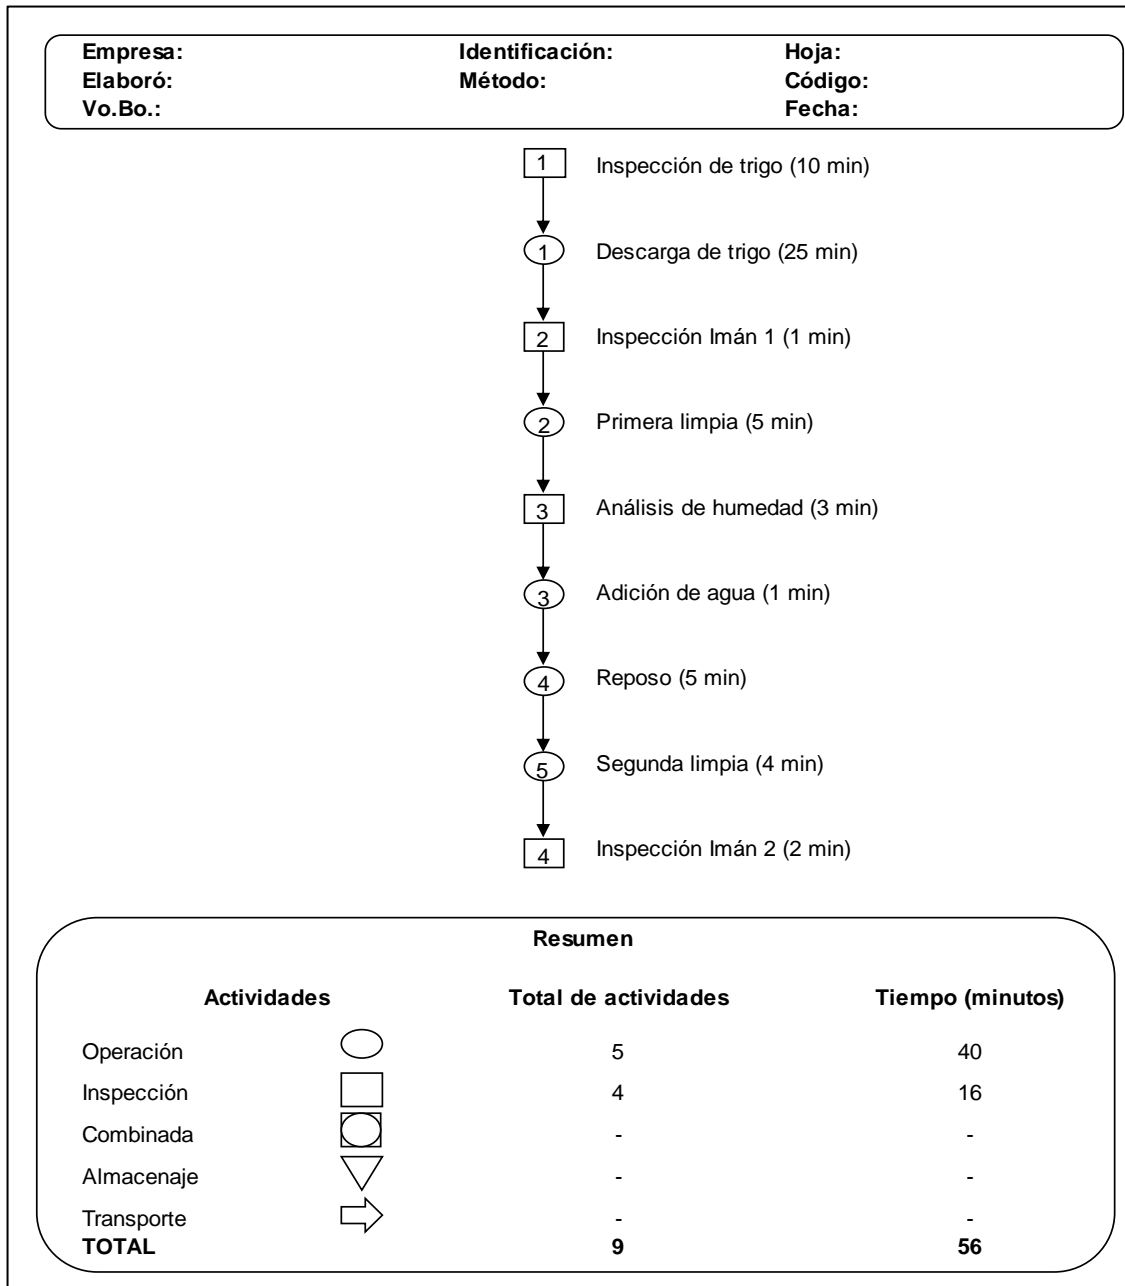 Empresa: Identificación: Hoja:
Elaboró: Método: Código:
Vo.Bo.: Fecha:
1 Inspección de trigo (10 min)
1 Descarga de trigo (25 min)
2 Inspección Imán 1 (1 min)
2 Primera limpia (5 min)
3 Análisis de humedad (3 min)
3 Adición de agua (1 min)
4 Reposo (5 min)
5 Segunda limpia (4 min)
4 Inspección Imán 2 (2 min)
Resumen
Actividades Total de actividades Tiempo (minutos)
Operación 5 40
Inspección 4 16
Combinada - -
Almacenaje - -
Transporte - -
TOTAL 9 56